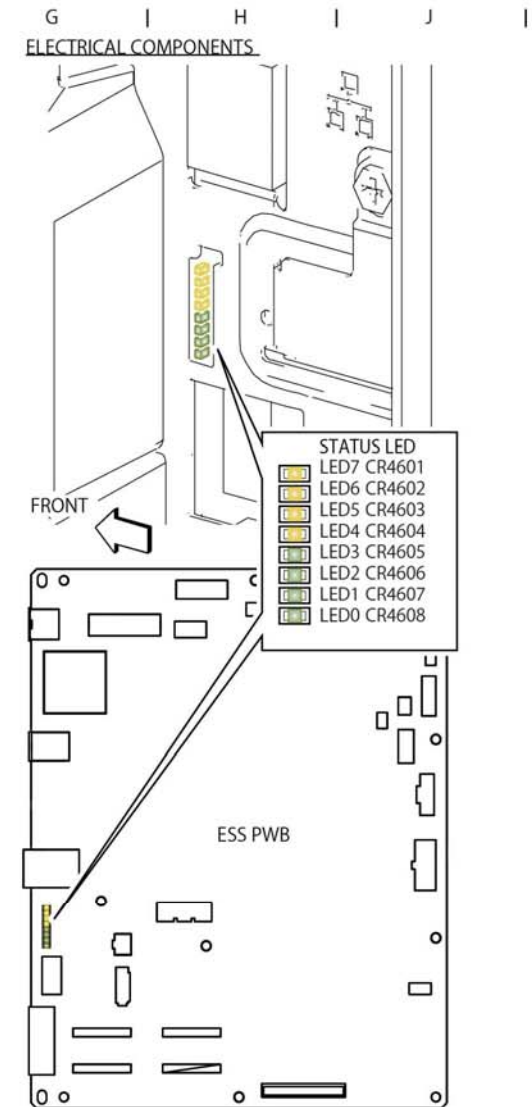 G | H | J |
ELECTRICAL COMPONENTS
FRONT
STATUS LED
LED7 CR4601
LED6 CR4602
LED5 CR4603
LED4 CR4604
LED3 CR4605
LED2 CR4606
LED1 CR4607
LED0 CR4608
ESS PWB